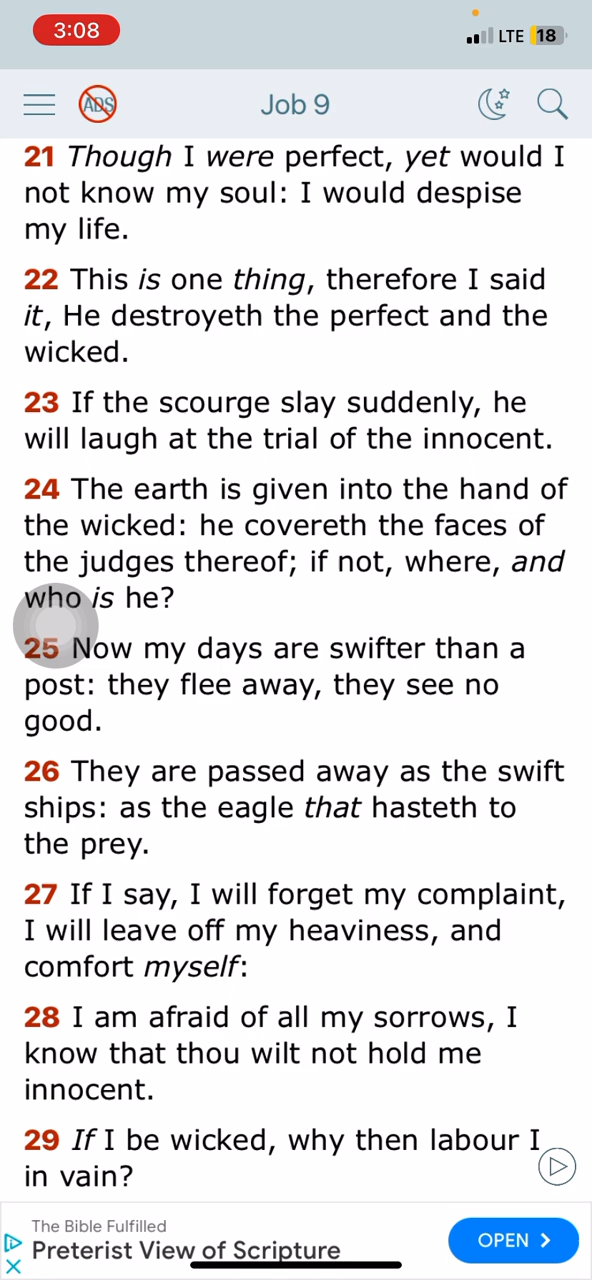 3:08
LTE 18
ADS
Job 9
21 Though I were perfect, yet would I
not know my soul: I would despise
my life.
22 This is one thing, therefore I said
it, He destroyeth the perfect and the
wicked.
23 If the scourge slay suddenly, he
will laugh at the trial of the innocent.
24 The earth is given into the hand of
the wicked: he covereth the faces of
the judges thereof; if not, where, and
who is he?
25 Now my days are swifter than a
post: they flee away, they see no
good.
26 They are passed away as the swift
ships: as the eagle that hasteth to
the prey.
27 If I say, I will forget my complaint,
I will leave off my heaviness, and
comfort myself:
28 I am afraid of all my sorrows, I
know that thou wilt not hold me
innocent.
29 If I be wicked, why then labour I
in vain?
The Bible Fulfilled
Preterist View of Scripture
OPEN